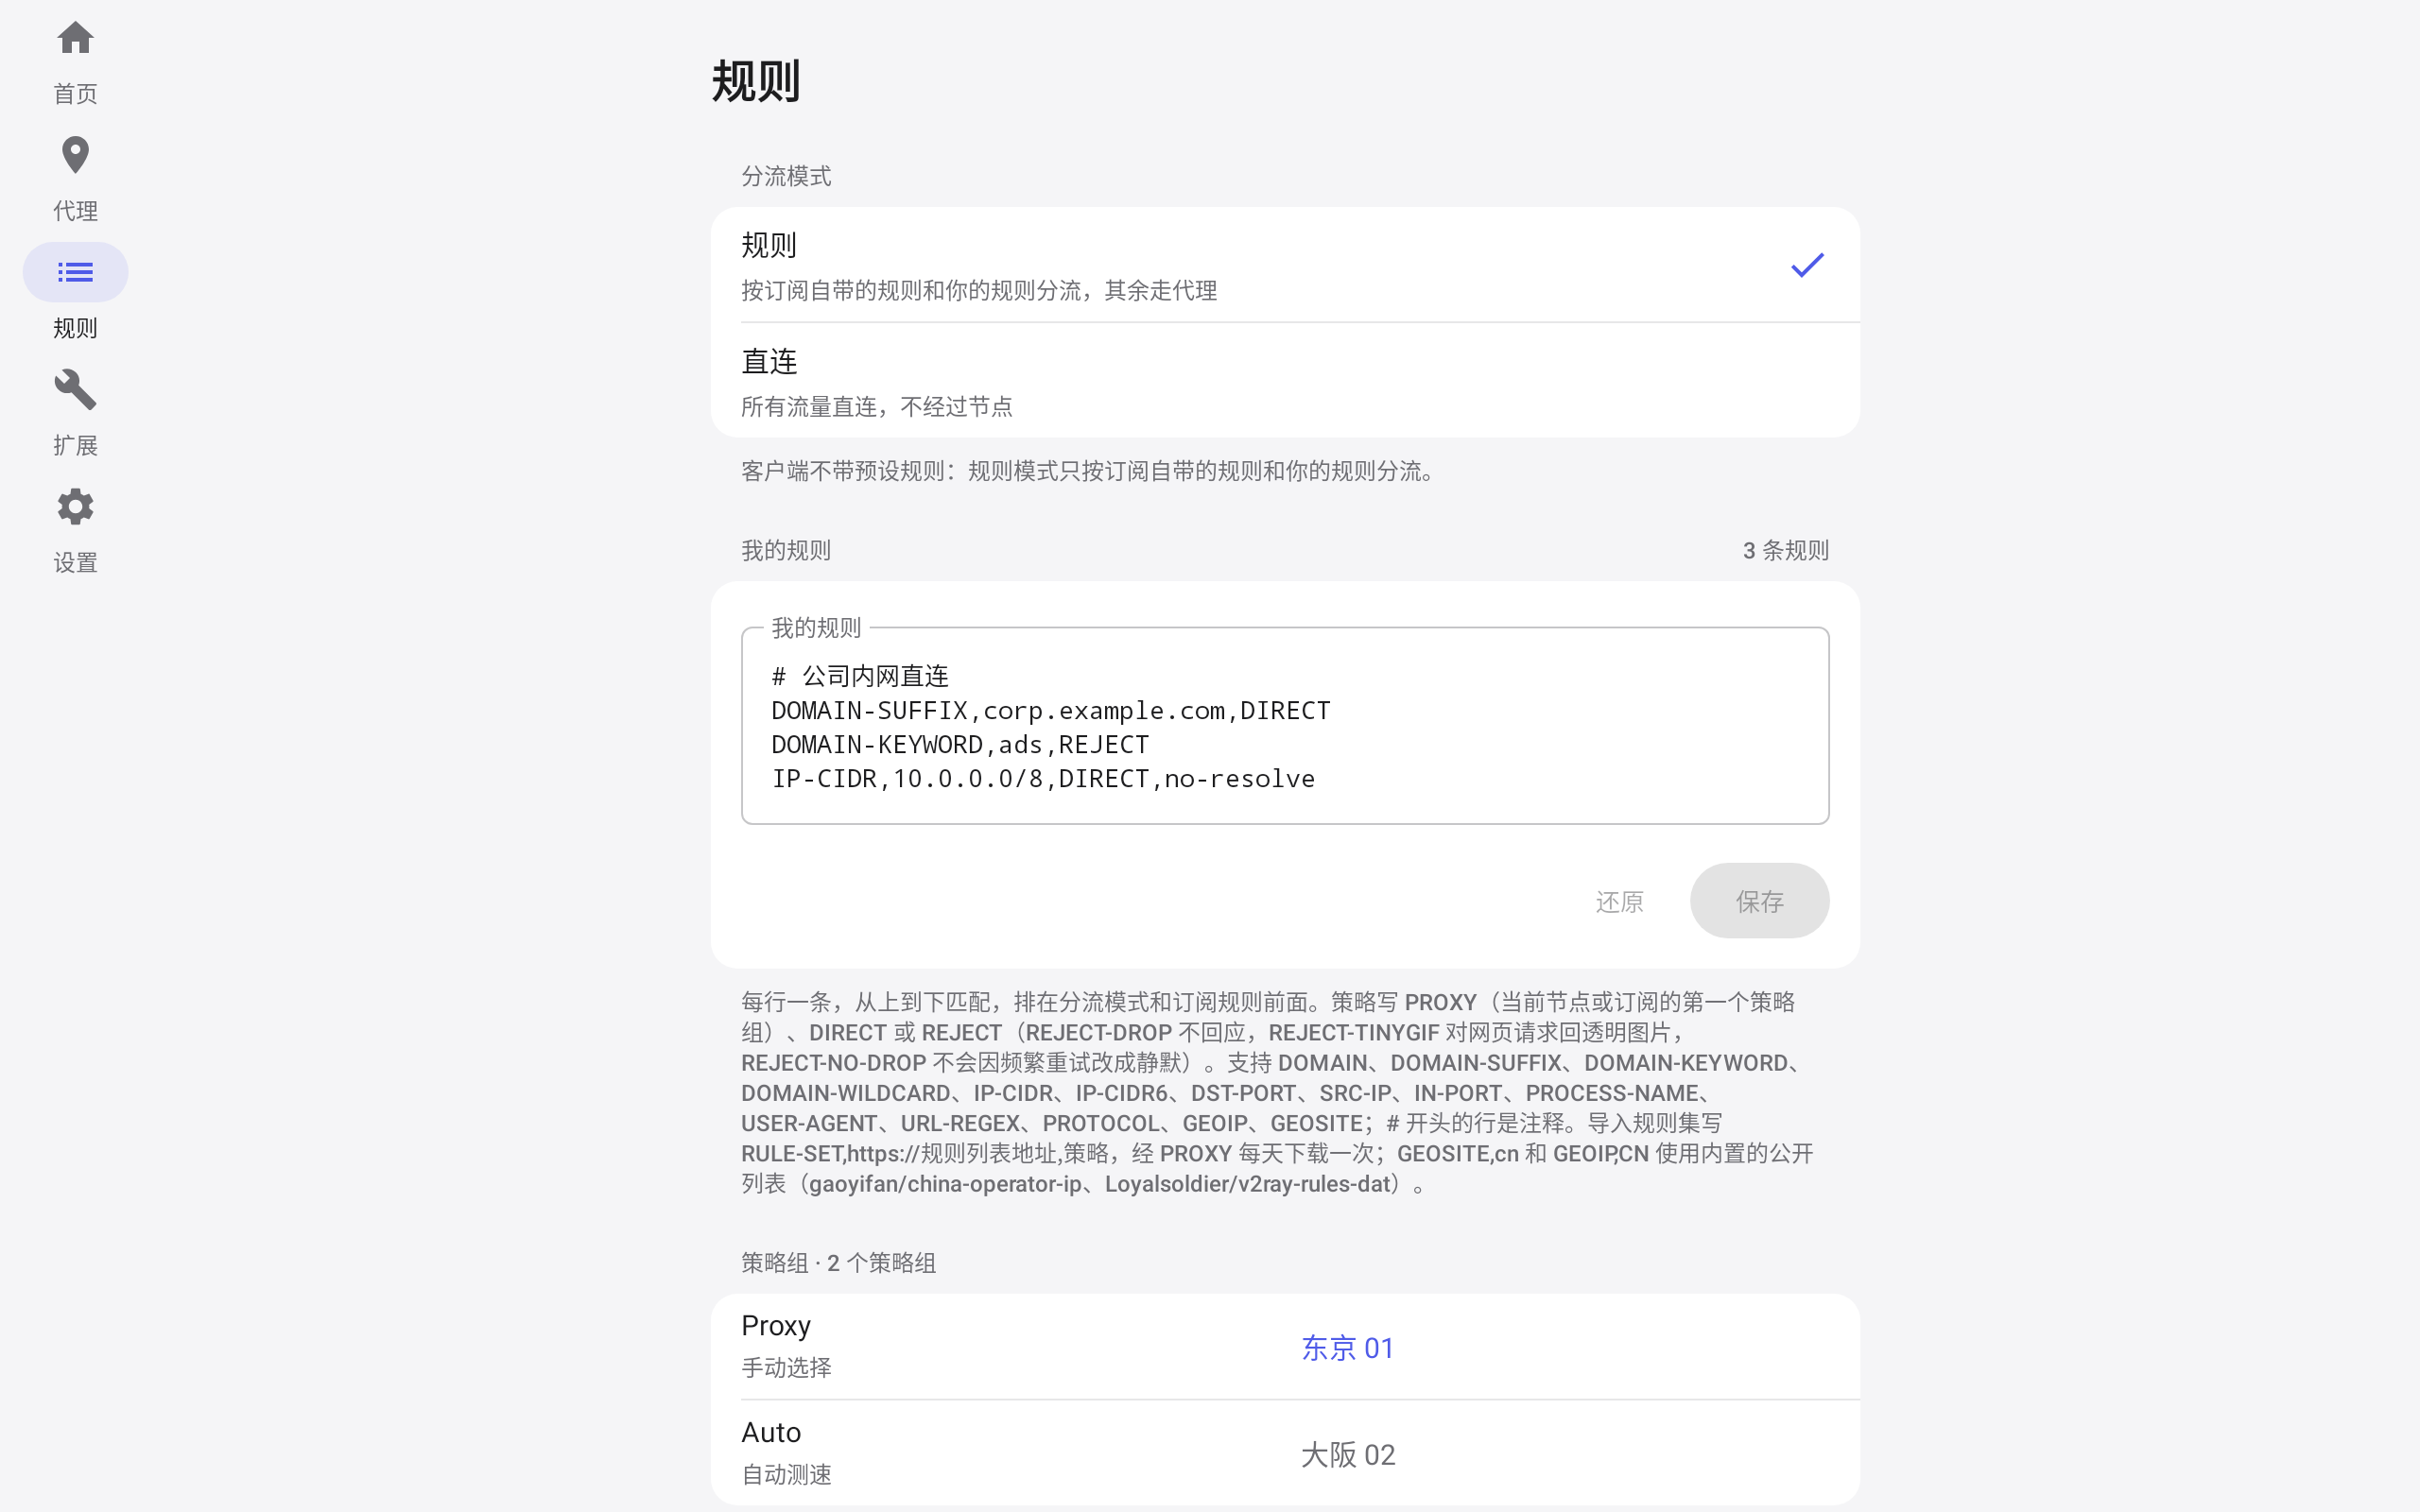 首页
代理
规则
扩展
设置
规则
分流模式
规则
按订阅自带的规则和你的规则分流，其余走代理
直连
所有流量直连，不经过节点
客户端不带预设规则：规则模式只按订阅自带的规则和你的规则分流。
我的规则 3 条规则
我的规则
# 公司内网直连
DOMAIN-SUFFIX,corp.example.com,DIRECT
DOMAIN-KEYWORD,ads,REJECT
IP-CIDR,10.0.0.0/8,DIRECT,no-resolve
还原 保存
每行一条，从上到下匹配，排在分流模式和订阅规则前面。策略写 PROXY（当前节点或订阅的第一个策略
组）、DIRECT 或 REJECT（REJECT-DROP 不回应，REJECT-TINYGIF 对网页请求回透明图片，
REJECT-NO-DROP 不会因频繁重试改成静默）。支持 DOMAIN、DOMAIN-SUFFIX、DOMAIN-KEYWORD、
DOMAIN-WILDCARD、IP-CIDR、IP-CIDR6、DST-PORT、SRC-IP、IN-PORT、PROCESS-NAME、
USER-AGENT、URL-REGEX、PROTOCOL、GEOIP、GEOSITE；# 开头的行是注释。导入规则集写
RULE-SET,https://规则列表地址,策略，经 PROXY 每天下载一次；GEOSITE,cn 和 GEOIP,CN 使用内置的公开
列表（gaoyifan/china-operator-ip、Loyalsoldier/v2ray-rules-dat）。
策略组 · 2 个策略组
Proxy
手动选择
东京 01
Auto
自动测速
大阪 02